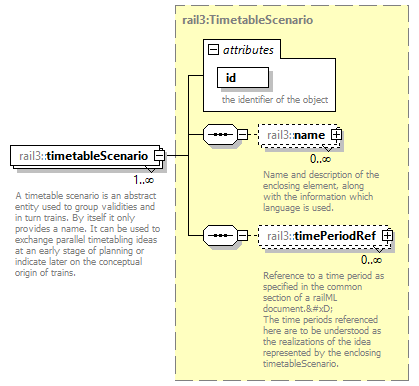 rail3:TimetableScenario
attributes
id
the identifier of the object
rail3::name
0..∞
Name and description of the
enclosing element, along
with the information which
language is used.
rail3::timetableScenario
1..∞
A timetable scenario is an abstract
entity used to group validities and
in turn trains. By itself it only
provides a name. It can be used to
exchange parallel timetabling ideas
at an early stage of planning or
indicate later on the conceptual
origin of trains.
rail3::timePeriodRef
0..∞
Reference to a time period as
specified in the common
section of a railML
document.&#xD;
The time periods referenced
here are to be understood as
the realizations of the idea
represented by the enclosing
timetableScenario.